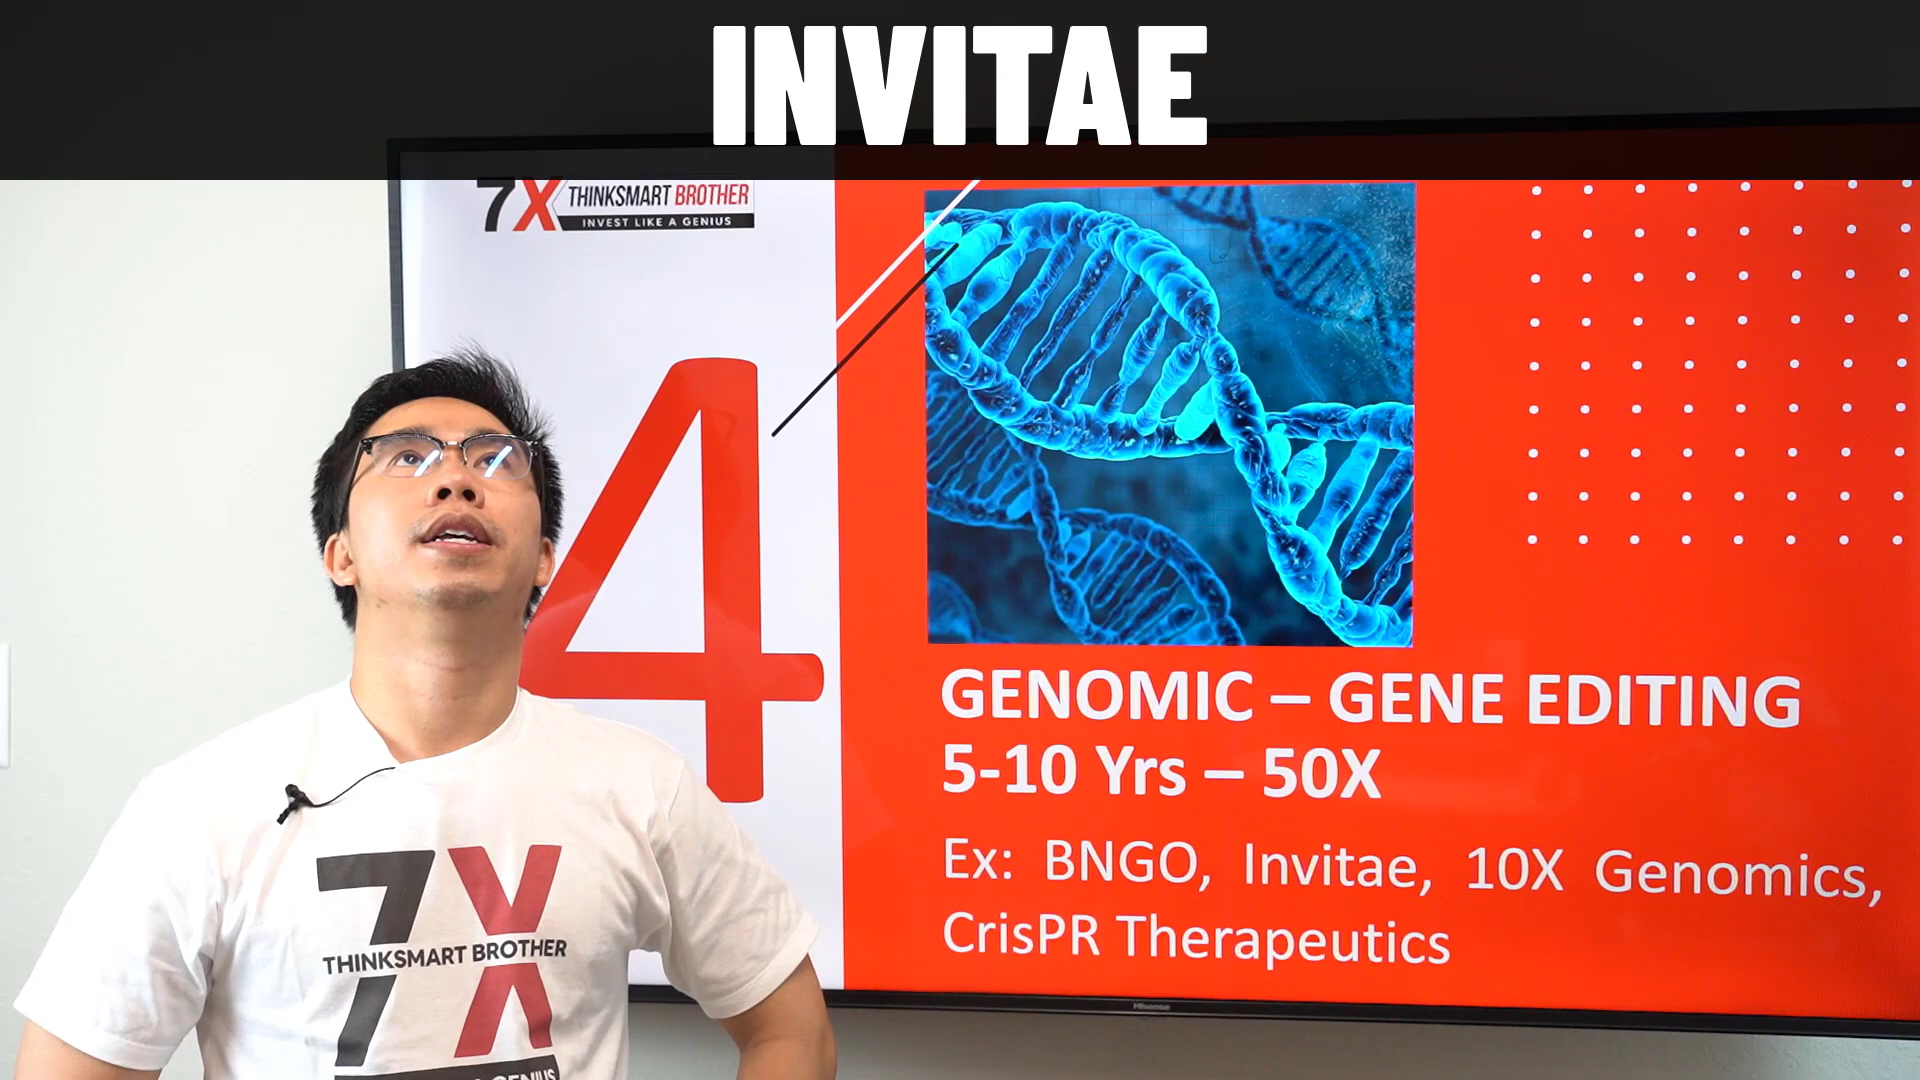 INVITAE
7X THINKSMART BROTHER
INVEST LIKE A GENIUS
4
GENOMIC – GENE EDITING
5-10 Yrs – 50X
Ex: BNGO, Invitae, 10X Genomics,
CrisPR Therapeutics
Hisense
7X
THINKSMART BROTHER